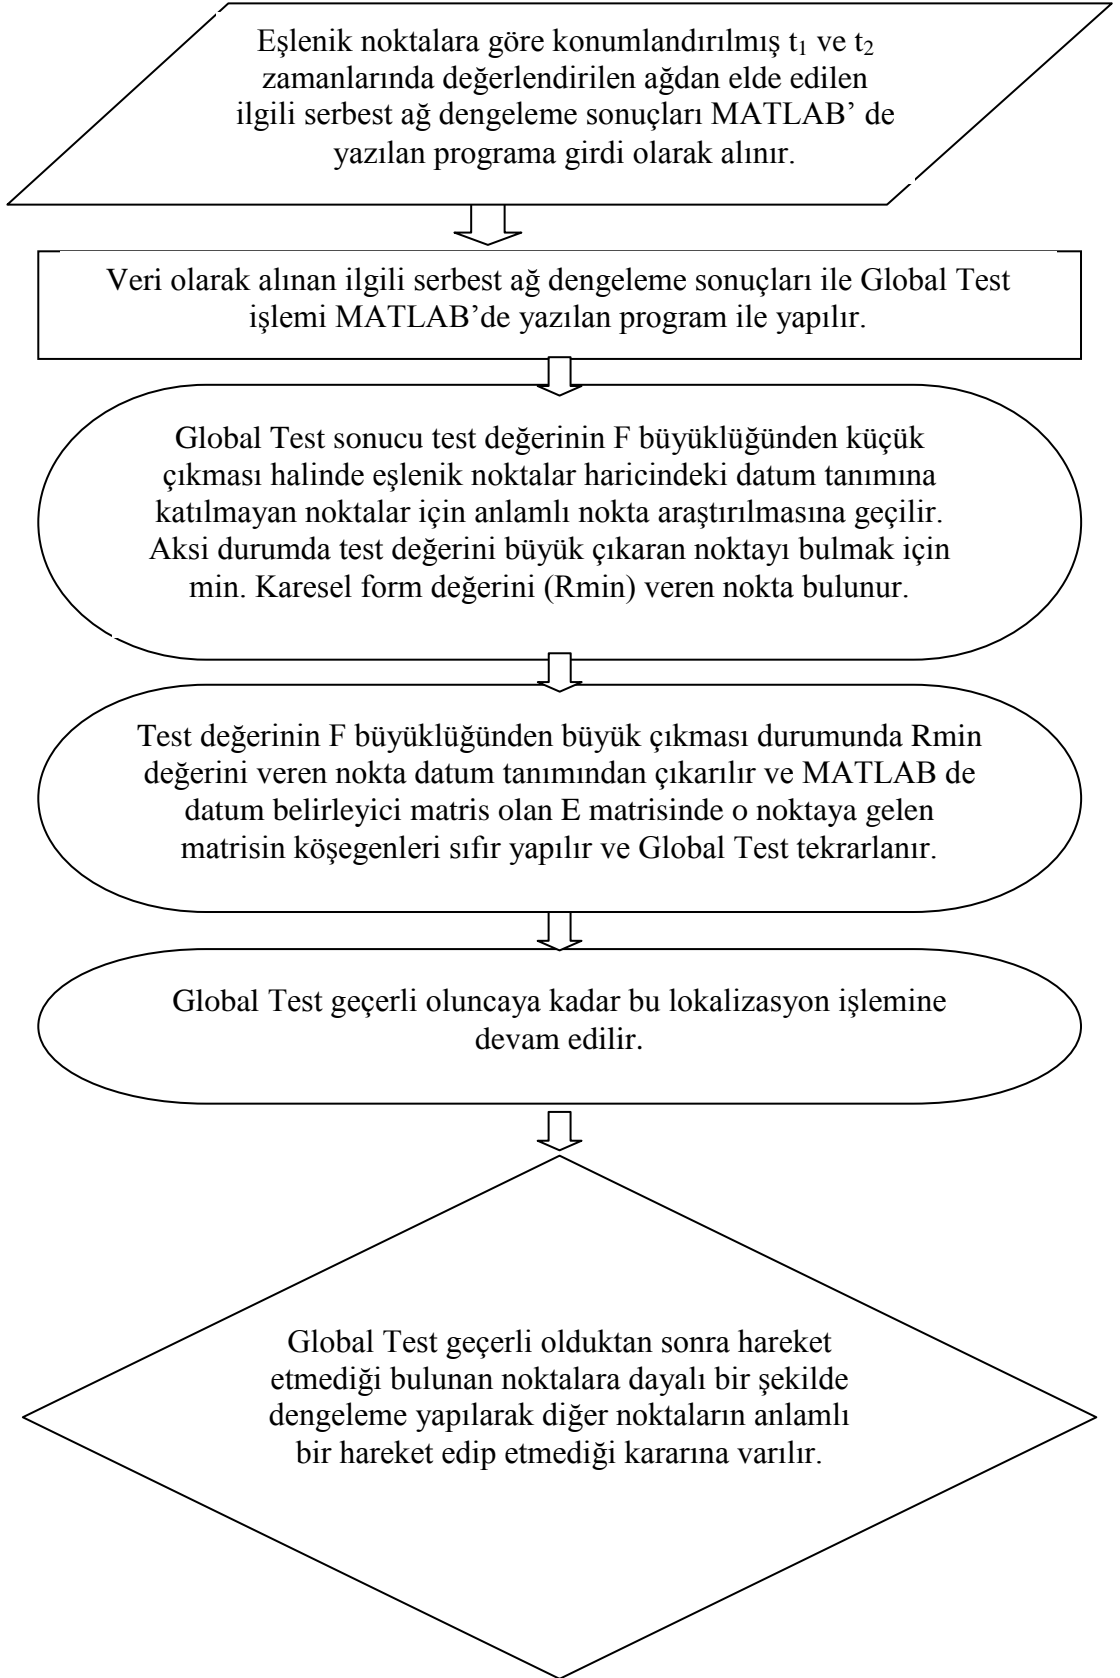 Eşlenik noktalara göre konumlandırılmış t₁ ve t₂
zamanlarında değerlendirilen ağdan elde edilen
ilgili serbest ağ dengeleme sonuçları MATLAB’ de
yazılan programa girdi olarak alınır.
Veri olarak alınan ilgili serbest ağ dengeleme sonuçları ile Global Test
işlemi MATLAB’de yazılan program ile yapılır.
Global Test sonucu test değerinin F büyüklüğünden küçük
çıkması halinde eşlenik noktalar haricindeki datum tanımına
katılmayan noktalar için anlamlı nokta araştırılmasına geçilir.
Aksi durumda test değerini büyük çıkaran noktayı bulmak için
min. Karesel form değerini (Rmin) veren nokta bulunur.
Test değerinin F büyüklüğünden büyük çıkması durumunda Rmin
değerini veren nokta datum tanımından çıkarılır ve MATLAB de
datum belirleyici matris olan E matrisinde o noktaya gelen
matrisin köşegenleri sıfır yapılır ve Global Test tekrarlanır.
Global Test geçerli oluncaya kadar bu lokalizasyon işlemine
devam edilir.
Global Test geçerli olduktan sonra hareket
etmediği bulunan noktalara dayalı bir şekilde
dengeleme yapılarak diğer noktaların anlamlı
bir hareket edip etmediği kararına varılır.